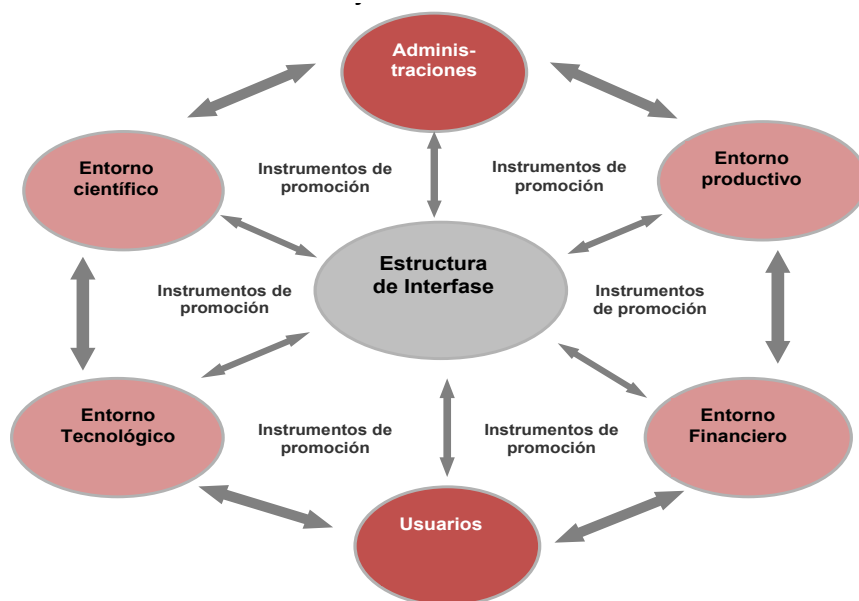 Adminis-
traciones
Entorno
científico
Instrumentos de
promoción
Instrumentos de
promoción
Entorno
productivo
Estructura
de Interfase
Instrumentos de
promoción
Instrumentos
de promoción
Entorno
Tecnológico
Instrumentos de
promoción
Instrumentos de
promoción
Entorno
Financiero
Usuarios